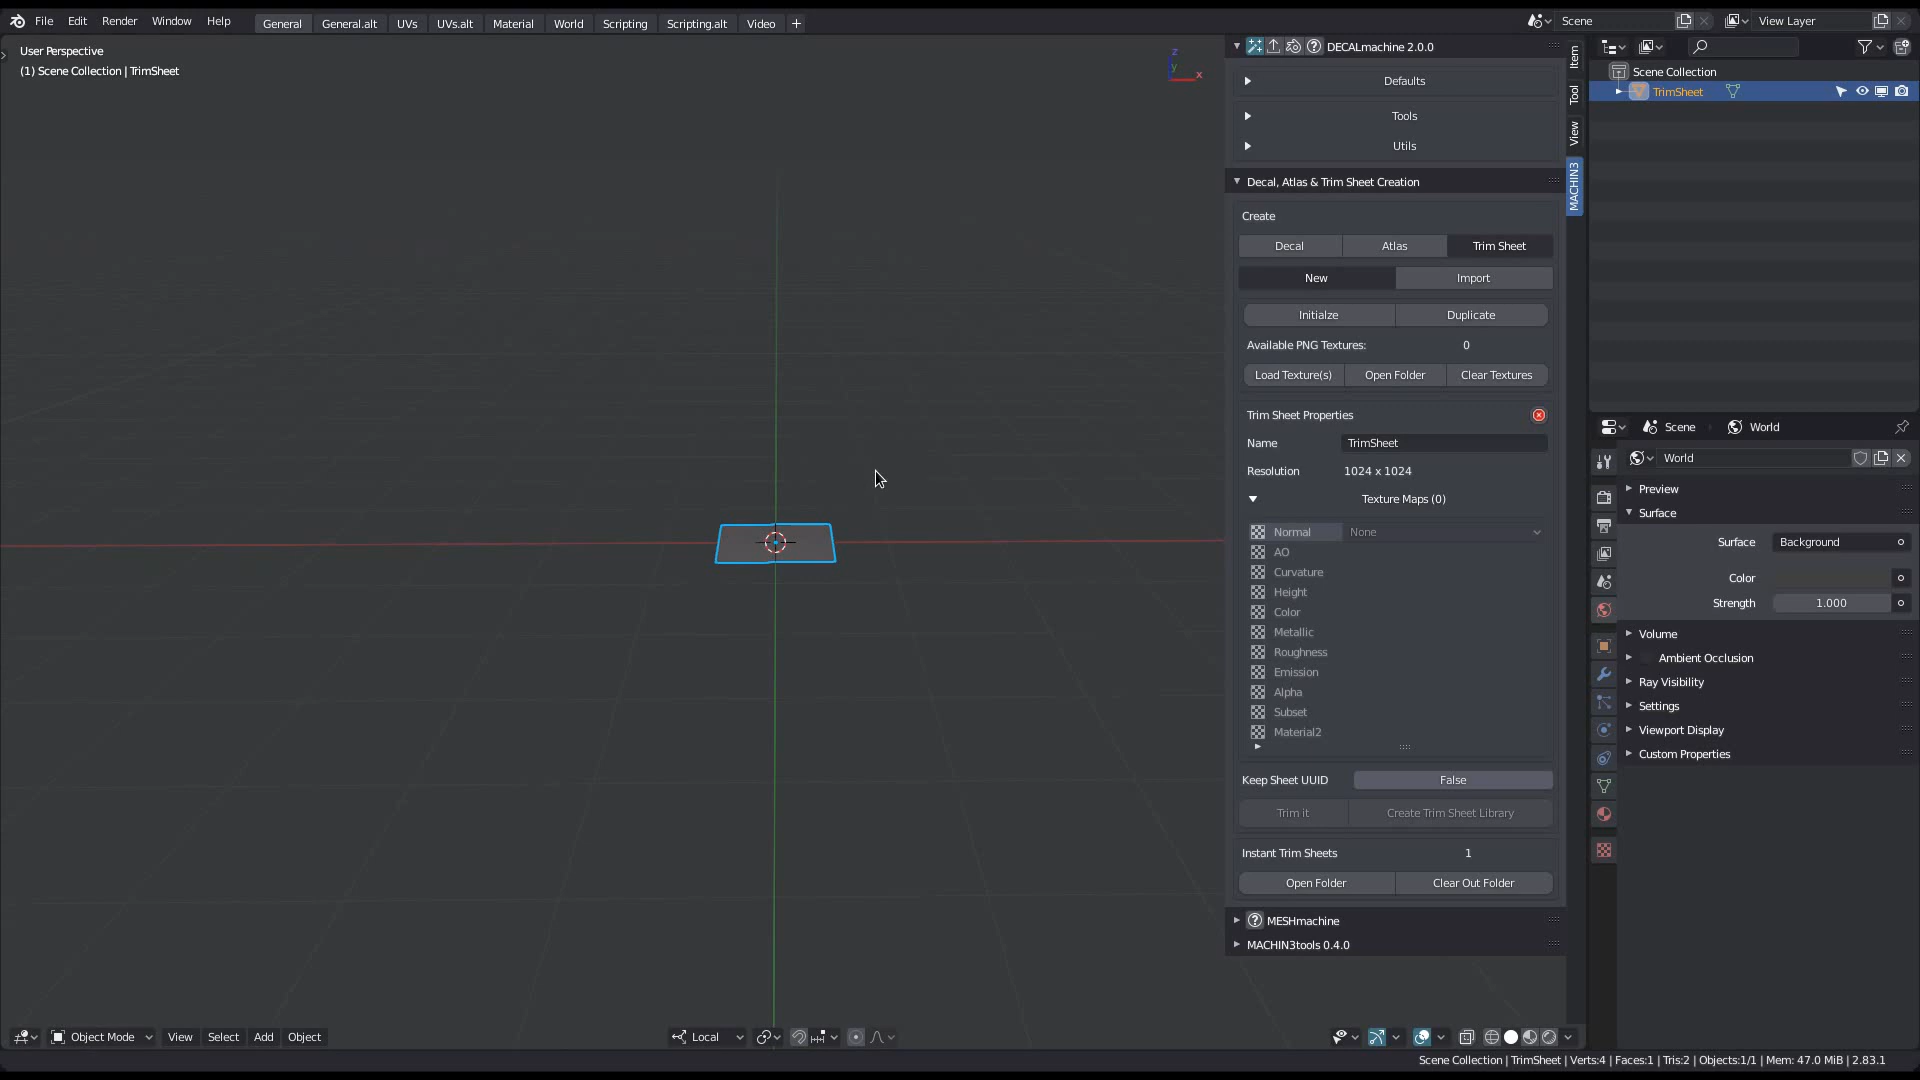 File Edit Render Window Help
General General.alt UVs UVs.alt Material World Scripting Scripting.alt Video +
Scene
View Layer
User Perspective
(1) Scene Collection | TrimSheet
z
y
x
DECALmachine 2.0.0
Defaults
Tools
Utils
Decal, Atlas & Trim Sheet Creation
Create
Decal Atlas Trim Sheet
New Import
Initialze Duplicate
Available PNG Textures: 0
Load Texture(s) Open Folder Clear Textures
Trim Sheet Properties
Name TrimSheet
Resolution 1024 x 1024
Texture Maps (0)
Normal None
AO
Curvature
Height
Color
Metallic
Roughness
Emission
Alpha
Subset
Material2
Keep Sheet UUID False
Trim it Create Trim Sheet Library
Instant Trim Sheets 1
Open Folder Clear Out Folder
MESHmachine
MACHIN3tools 0.4.0
Item
Tool
View
MACHIN3
Scene Collection
TrimSheet
Scene World
World
Preview
Surface
Surface Background
Color
Strength 1.000
Volume
Ambient Occlusion
Ray Visibility
Settings
Viewport Display
Custom Properties
Object Mode View Select Add Object
Local
Scene Collection | TrimSheet | Verts:4 | Faces:1 | Tris:2 | Objects:1/1 | Mem: 47.0 MiB | 2.83.1